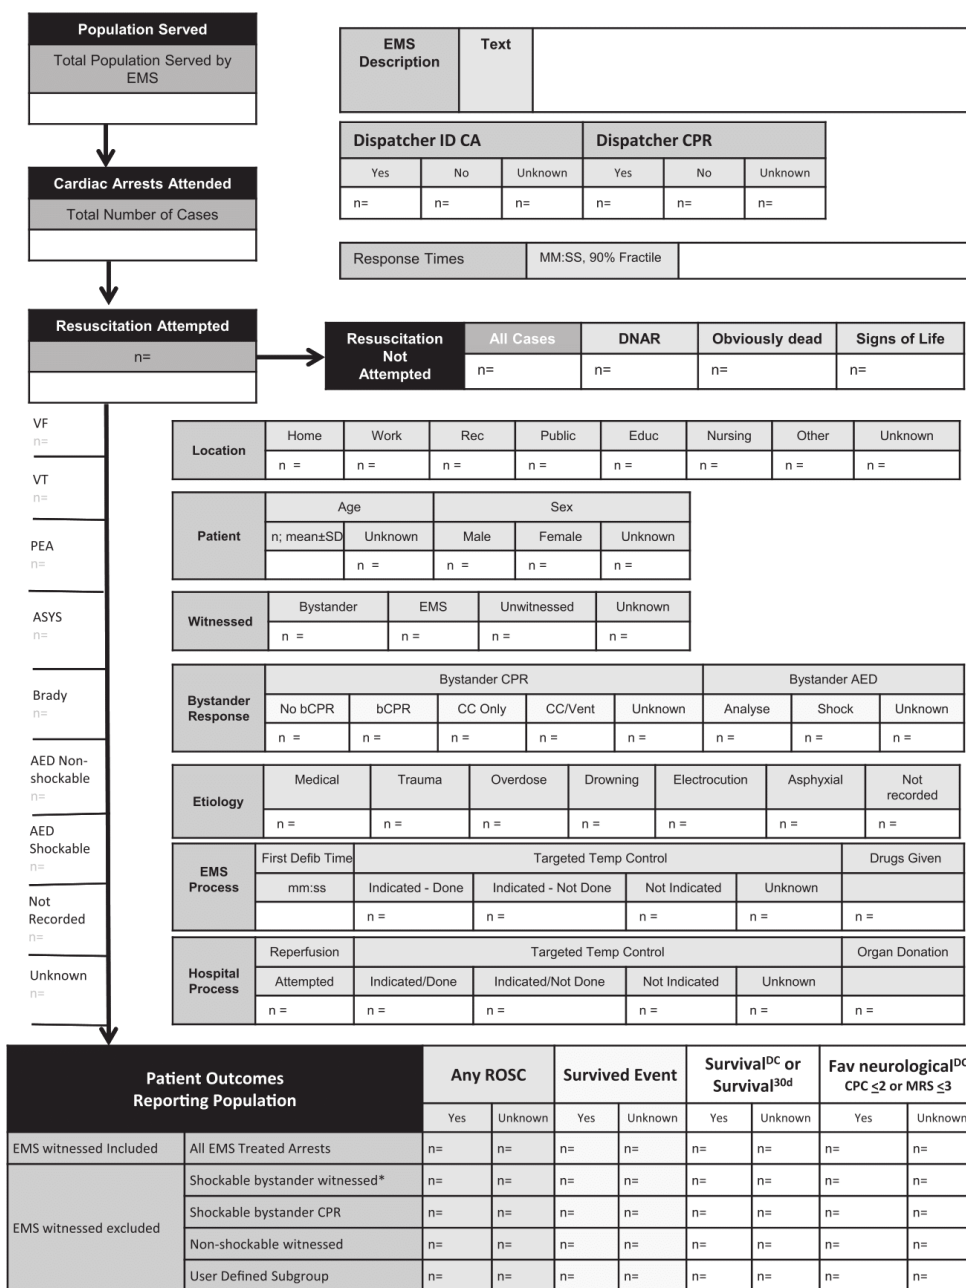 Population Served
Total Population Served by
EMS
EMS
Description
Text
Dispatcher ID CA
Dispatcher CPR
Yes
No
Unknown
Yes
No
Unknown
n=
n=
n=
n=
n=
n=
Cardiac Arrests Attended
Total Number of Cases
Response Times
MM:SS, 90% Fractile
Resuscitation Attempted
n=
Resuscitation
Not
Attempted
All Cases
DNAR
Obviously dead
Signs of Life
n=
n=
n=
n=
VF
n=
VT
n=
PEA
n=
ASYS
n=
Brady
n=
AED Non-
shockable
n=
AED
Shockable
n=
Not
Recorded
n=
Unknown
n=
Location
Home
Work
Rec
Public
Educ
Nursing
Other
Unknown
n =
n =
n =
n =
n =
n =
n =
n =
Patient
Age
Sex
n; mean±SD
Unknown
Male
Female
Unknown
n =
n =
n =
n =
Witnessed
Bystander
EMS
Unwitnessed
Unknown
n =
n =
n =
n =
Bystander
Response
Bystander CPR
Bystander AED
No bCPR
bCPR
CC Only
CC/Vent
Unknown
Analyse
Shock
Unknown
n =
n =
n =
n =
n =
n =
n =
n =
Etiology
Medical
Trauma
Overdose
Drowning
Electrocution
Asphyxial
Not
recorded
n =
n =
n =
n =
n =
n =
n =
EMS
Process
First Defib Time
Targeted Temp Control
Drugs Given
mm:ss
Indicated - Done
Indicated - Not Done
Not Indicated
Unknown
n =
n =
n =
n =
n =
Hospital
Process
Reperfusion
Targeted Temp Control
Organ Donation
Attempted
Indicated/Done
Indicated/Not Done
Not Indicated
Unknown
n =
n =
n =
n =
n =
n =
Patient Outcomes
Reporting Population
Any ROSC
Survived Event
Survival^DC or
Survival^30d
Fav neurological^DC
CPC ≤2 or MRS ≤3
Yes
Unknown
Yes
Unknown
Yes
Unknown
Yes
Unknown
EMS witnessed Included
All EMS Treated Arrests
n=
n=
n=
n=
n=
n=
n=
n=
EMS witnessed excluded
Shockable bystander witnessed*
n=
n=
n=
n=
n=
n=
n=
n=
Shockable bystander CPR
n=
n=
n=
n=
n=
n=
n=
n=
Non-shockable witnessed
n=
n=
n=
n=
n=
n=
n=
n=
User Defined Subgroup
n=
n=
n=
n=
n=
n=
n=
n=